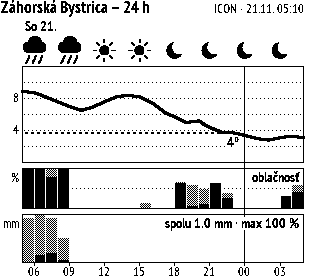 Záhorská Bystrica – 24 h
ICON · 21.11. 05:10
So 21.
8
4
4°
%
oblačnosť
mm
spolu 1.0 mm · max 100 %
06 09 12 15 18 21 00 03